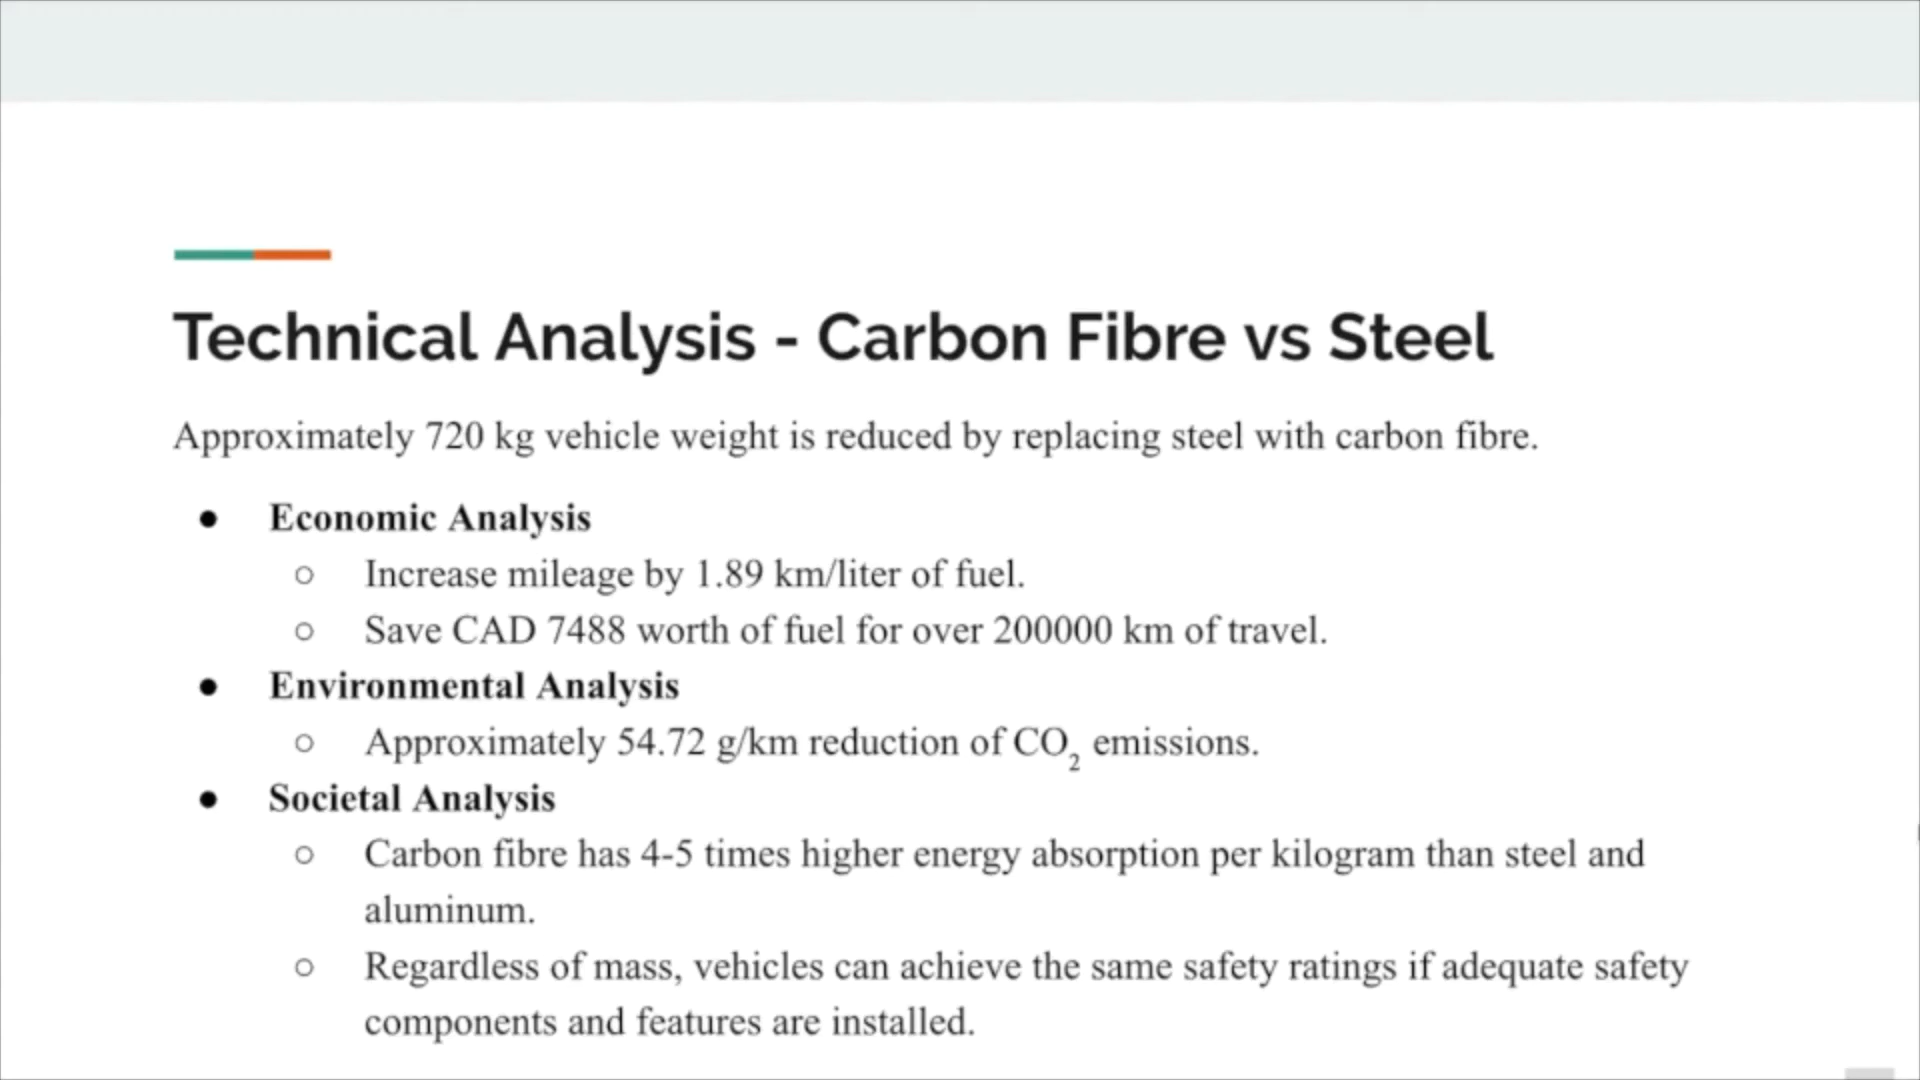 Technical Analysis - Carbon Fibre vs Steel
Approximately 720 kg vehicle weight is reduced by replacing steel with carbon fibre.
● Economic Analysis
○ Increase mileage by 1.89 km/liter of fuel.
○ Save CAD 7488 worth of fuel for over 200000 km of travel.
● Environmental Analysis
○ Approximately 54.72 g/km reduction of CO₂ emissions.
● Societal Analysis
○ Carbon fibre has 4-5 times higher energy absorption per kilogram than steel and
aluminum.
○ Regardless of mass, vehicles can achieve the same safety ratings if adequate safety
components and features are installed.